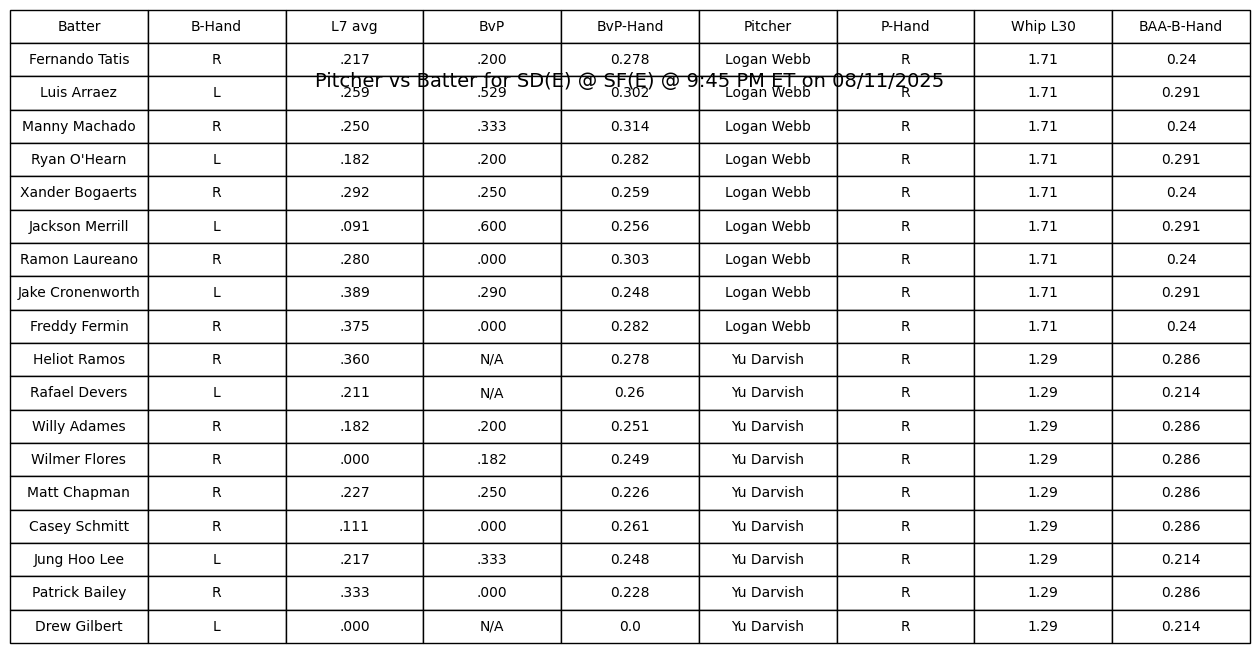 Batter B-Hand L7 avg BvP BvP-Hand Pitcher P-Hand Whip L30 BAA-B-Hand
Fernando Tatis R .217 .200 0.278 Logan Webb R 1.71 0.24
Pitcher vs Batter for SD(E) @ SF(E) @ 9:45 PM ET on 08/11/2025
Luis Arraez L .259 .529 0.302 Logan Webb R 1.71 0.291
Manny Machado R .250 .333 0.314 Logan Webb R 1.71 0.24
Ryan O'Hearn L .182 .200 0.282 Logan Webb R 1.71 0.291
Xander Bogaerts R .292 .250 0.259 Logan Webb R 1.71 0.24
Jackson Merrill L .091 .600 0.256 Logan Webb R 1.71 0.291
Ramon Laureano R .280 .000 0.303 Logan Webb R 1.71 0.24
Jake Cronenworth L .389 .290 0.248 Logan Webb R 1.71 0.291
Freddy Fermin R .375 .000 0.282 Logan Webb R 1.71 0.24
Heliot Ramos R .360 N/A 0.278 Yu Darvish R 1.29 0.286
Rafael Devers L .211 N/A 0.26 Yu Darvish R 1.29 0.214
Willy Adames R .182 .200 0.251 Yu Darvish R 1.29 0.286
Wilmer Flores R .000 .182 0.249 Yu Darvish R 1.29 0.286
Matt Chapman R .227 .250 0.226 Yu Darvish R 1.29 0.286
Casey Schmitt R .111 .000 0.261 Yu Darvish R 1.29 0.286
Jung Hoo Lee L .217 .333 0.248 Yu Darvish R 1.29 0.214
Patrick Bailey R .333 .000 0.228 Yu Darvish R 1.29 0.286
Drew Gilbert L .000 N/A 0.0 Yu Darvish R 1.29 0.214